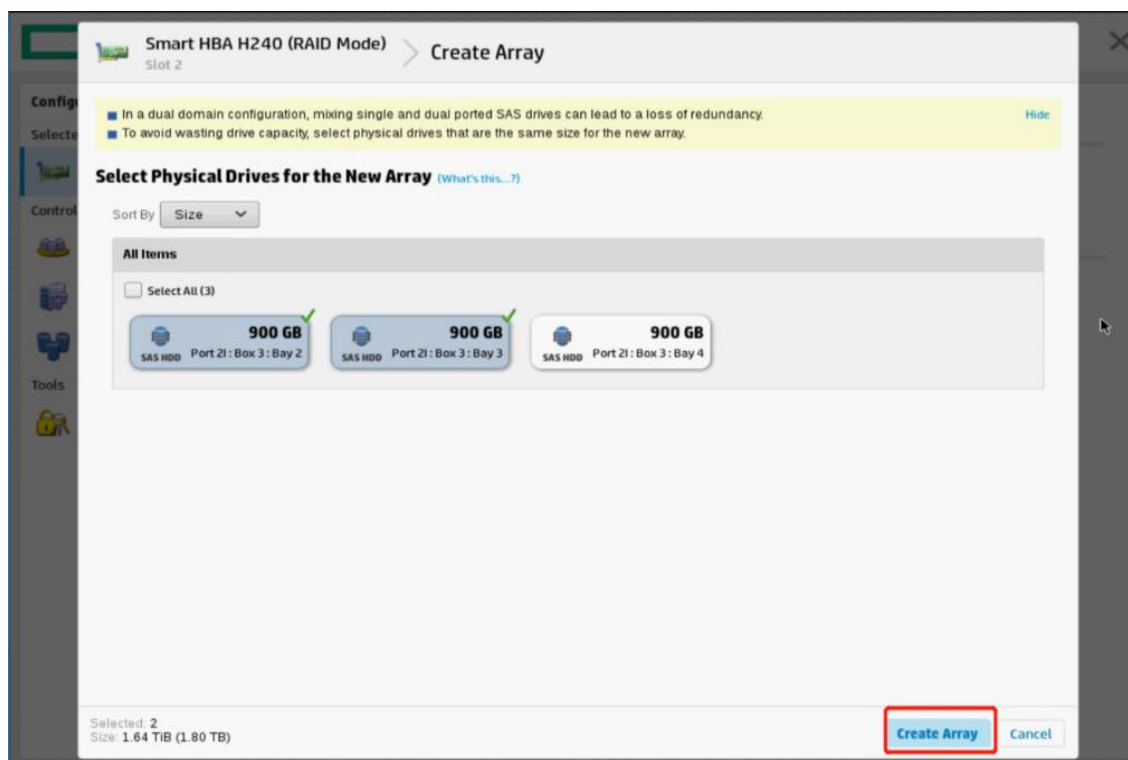 Smart HBA H240 (RAID Mode)
Slot 2
Create Array
In a dual domain configuration, mixing single and dual ported SAS drives can lead to a loss of redundancy.
Hide
To avoid wasting drive capacity, select physical drives that are the same size for the new array.
Select Physical Drives for the New Array (What's this...?)
Sort By Size
All Items
Select All (3)
900 GB
SAS HDD Port 2I : Box 3 : Bay 2
900 GB
SAS HDD Port 2I : Box 3 : Bay 3
900 GB
SAS HDD Port 2I : Box 3 : Bay 4
Configu
Selecte
Control
Tools
Selected: 2
Size: 1.64 TiB (1.80 TB)
Create Array
Cancel